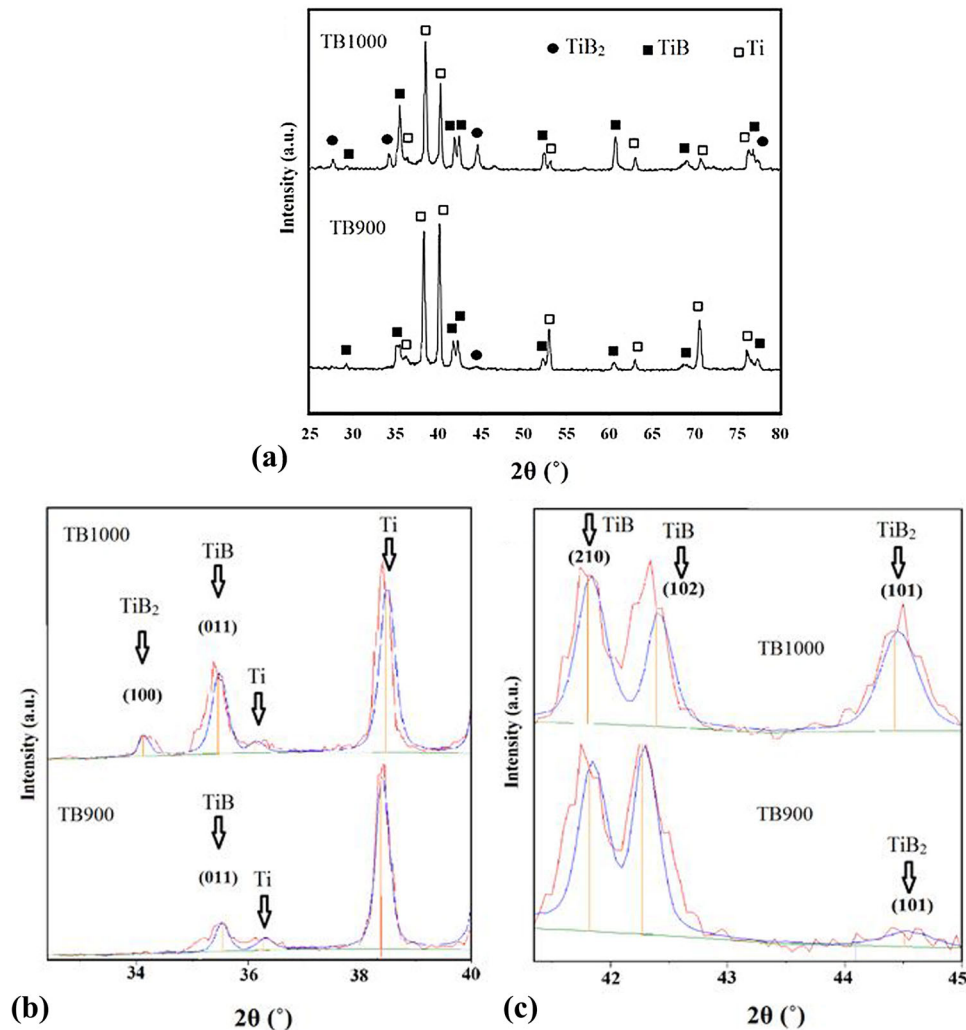 TB1000
● TiB₂ ■ TiB □ Ti
TB900
Intensity (a.u.)
25 30 35 40 45 50 55 60 65 70 75 80
2θ (˚)
(a)
TB1000
TiB₂
(100)
TiB
(011)
Ti
Ti
TB900
TiB
(011)
Ti
Intensity (a.u.)
34 36 38 40
2θ (˚)
(b)
TiB
(210)
TiB
(102)
TiB₂
(101)
TB1000
TB900
TiB₂
(101)
Intensity (a.u.)
42 43 44 45
2θ (˚)
(c)